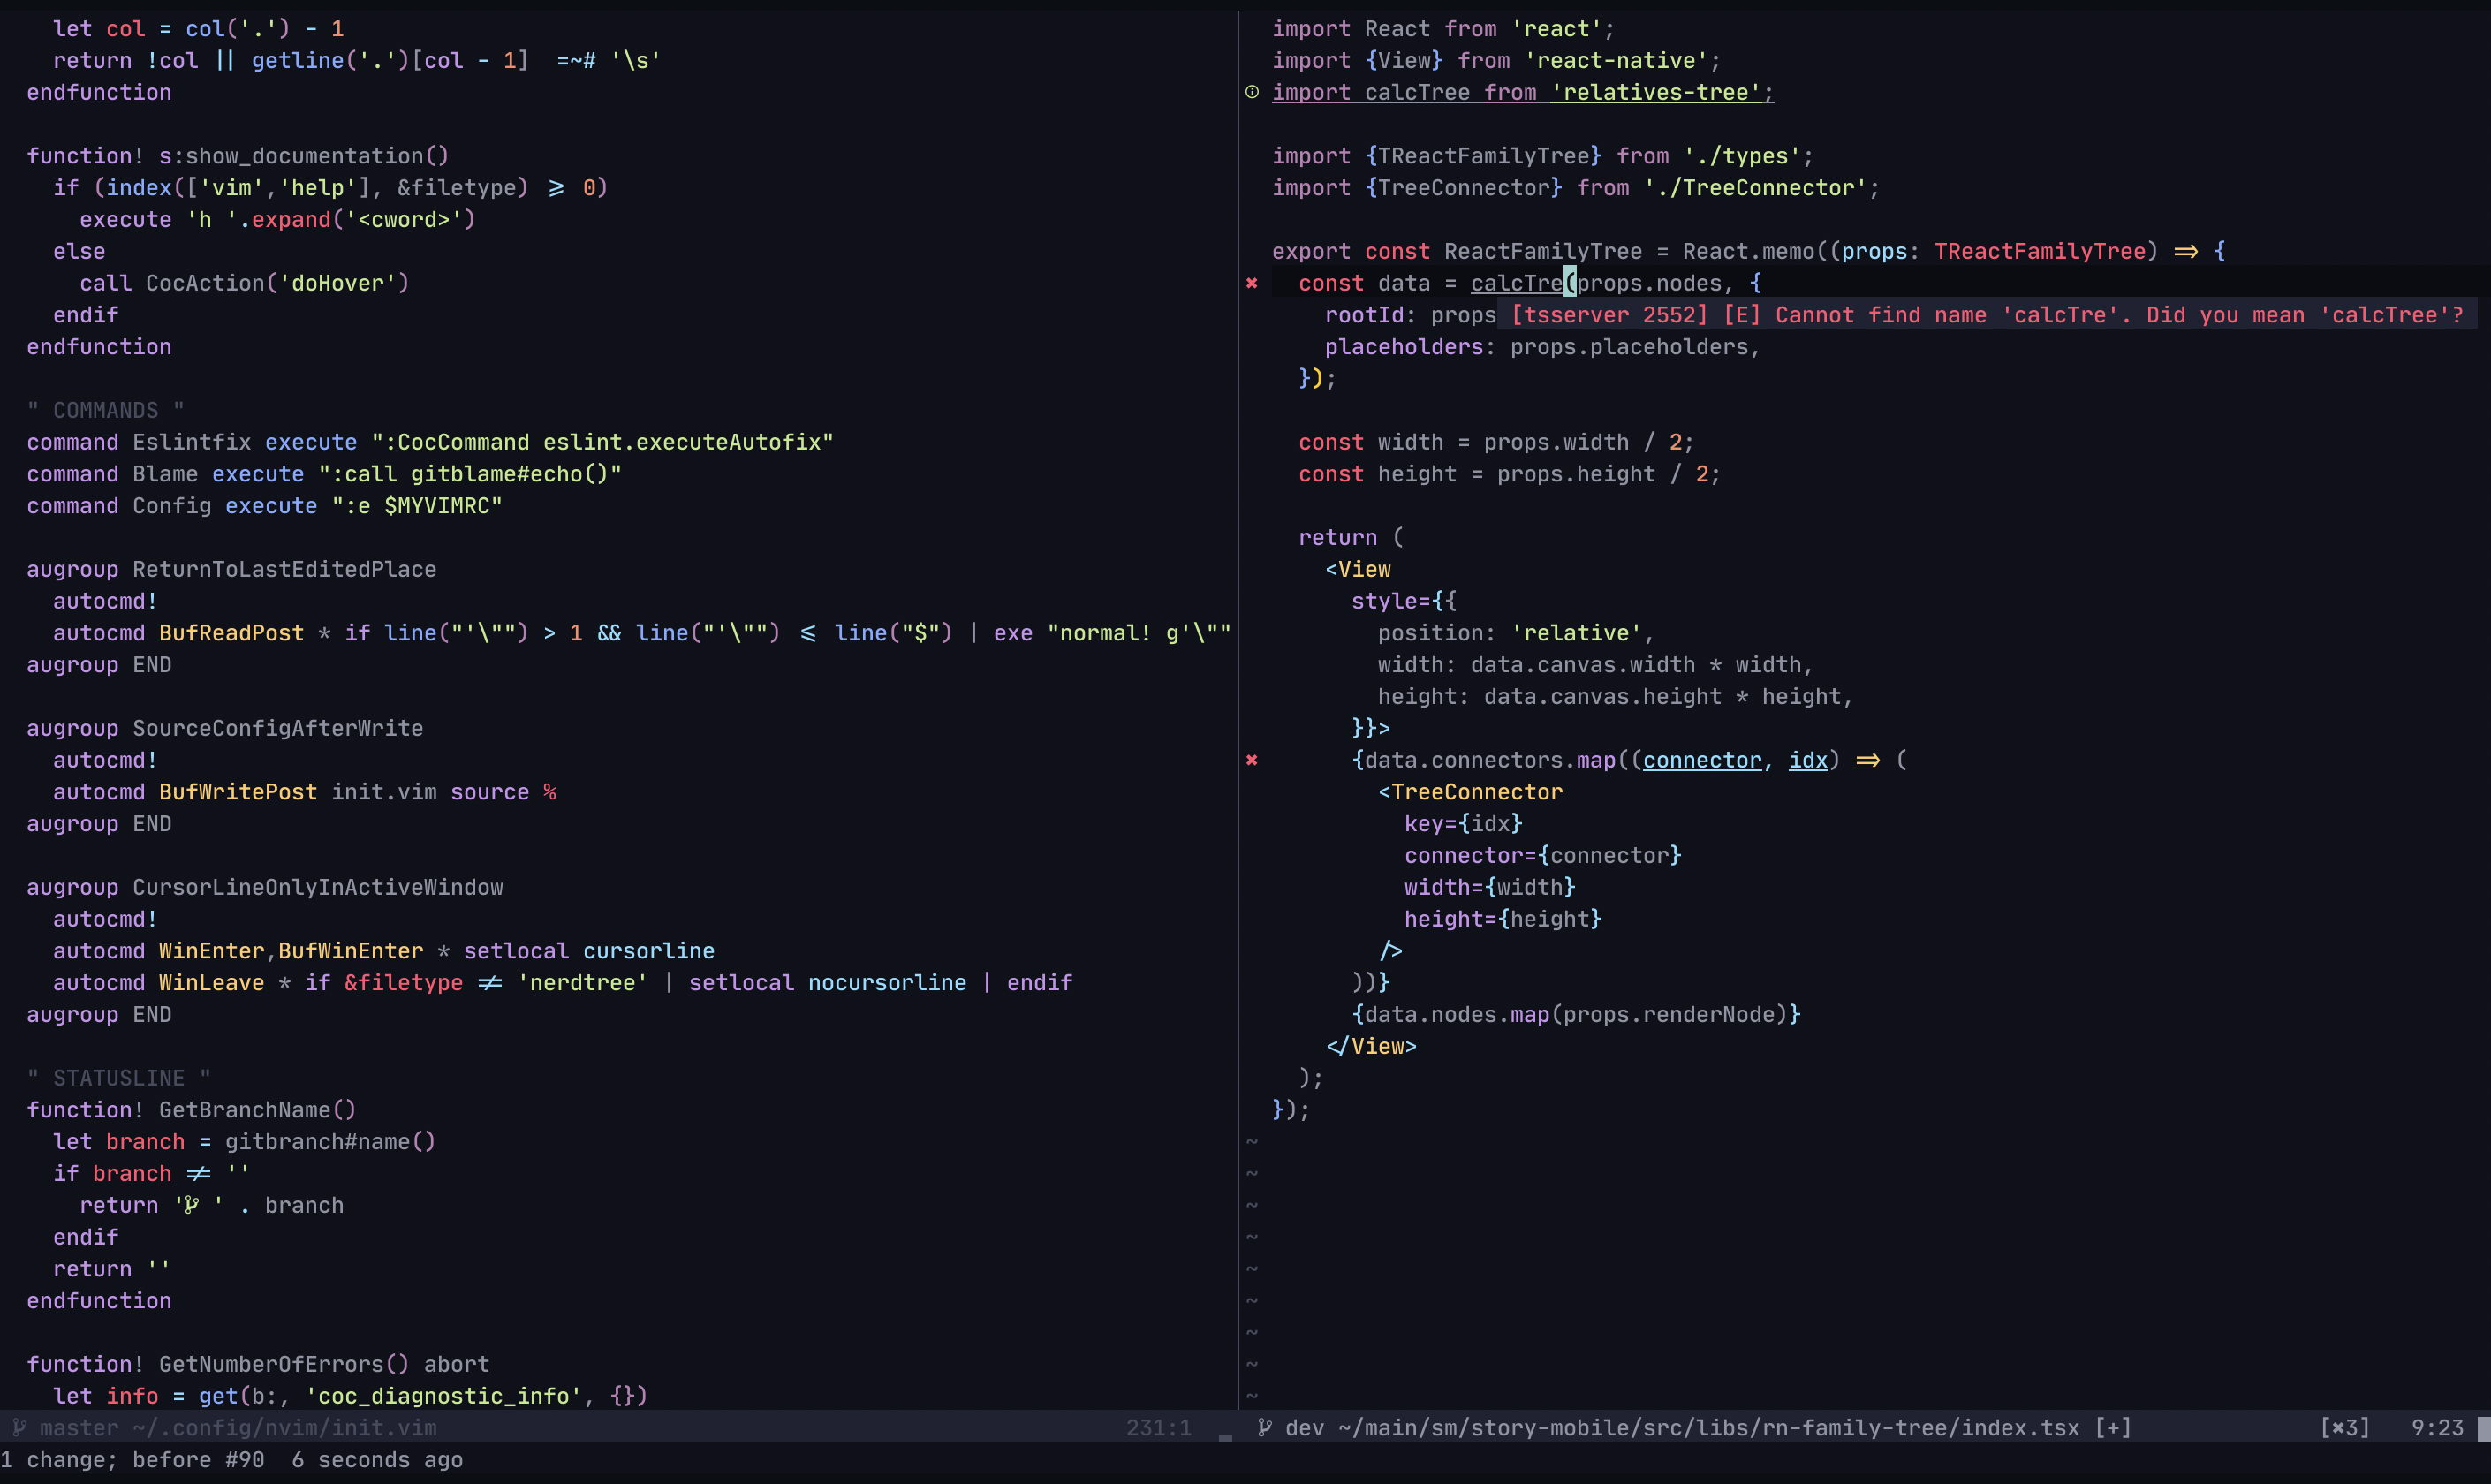 let col = col('.') - 1
  return !col || getline('.')[col - 1]  =~# '\s'
endfunction

function! s:show_documentation()
  if (index(['vim','help'], &filetype) >= 0)
    execute 'h '.expand('<cword>')
  else
    call CocAction('doHover')
  endif
endfunction

" COMMANDS "
command Eslintfix execute ":CocCommand eslint.executeAutofix"
command Blame execute ":call gitblame#echo()"
command Config execute ":e $MYVIMRC"

augroup ReturnToLastEditedPlace
  autocmd!
  autocmd BufReadPost * if line("'\"") > 1 && line("'\"") <= line("$") | exe "normal! g'\""
augroup END

augroup SourceConfigAfterWrite
  autocmd!
  autocmd BufWritePost init.vim source %
augroup END

augroup CursorLineOnlyInActiveWindow
  autocmd!
  autocmd WinEnter,BufWinEnter * setlocal cursorline
  autocmd WinLeave * if &filetype != 'nerdtree' | setlocal nocursorline | endif
augroup END

" STATUSLINE "
function! GetBranchName()
  let branch = gitbranch#name()
  if branch != ''
    return ' ' . branch
  endif
  return ''
endfunction

function! GetNumberOfErrors() abort
  let info = get(b:, 'coc_diagnostic_info', {})
master ~/.config/nvim/init.vim 231:1
import React from 'react';
import {View} from 'react-native';
import calcTree from 'relatives-tree';

import {TReactFamilyTree} from './types';
import {TreeConnector} from './TreeConnector';

export const ReactFamilyTree = React.memo((props: TReactFamilyTree) => {
✖ const data = calcTre(props.nodes, {
    rootId: props [tsserver 2552] [E] Cannot find name 'calcTre'. Did you mean 'calcTree'?
    placeholders: props.placeholders,
  });

  const width = props.width / 2;
  const height = props.height / 2;

  return (
    <View
      style={{
        position: 'relative',
        width: data.canvas.width * width,
        height: data.canvas.height * height,
      }}>
✖     {data.connectors.map((connector, idx) => (
        <TreeConnector
          key={idx}
          connector={connector}
          width={width}
          height={height}
        />
      ))}
      {data.nodes.map(props.renderNode)}
    </View>
  );
});
~
~
~
~
~
~
~
~
~
dev ~/main/sm/story-mobile/src/libs/rn-family-tree/index.tsx [+] [✖3] 9:23
1 change; before #90  6 seconds ago